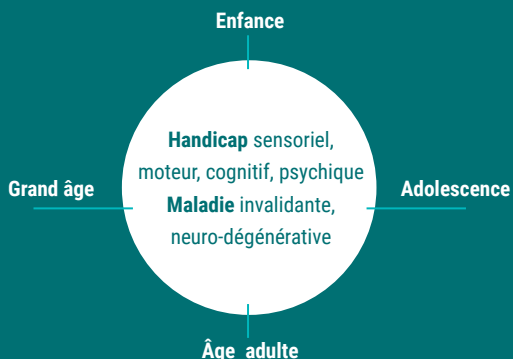 Enfance
Handicap sensoriel,
moteur, cognitif, psychique
Grand âge
Adolescence
Maladie invalidante,
neuro-dégénérative
Âge adulte